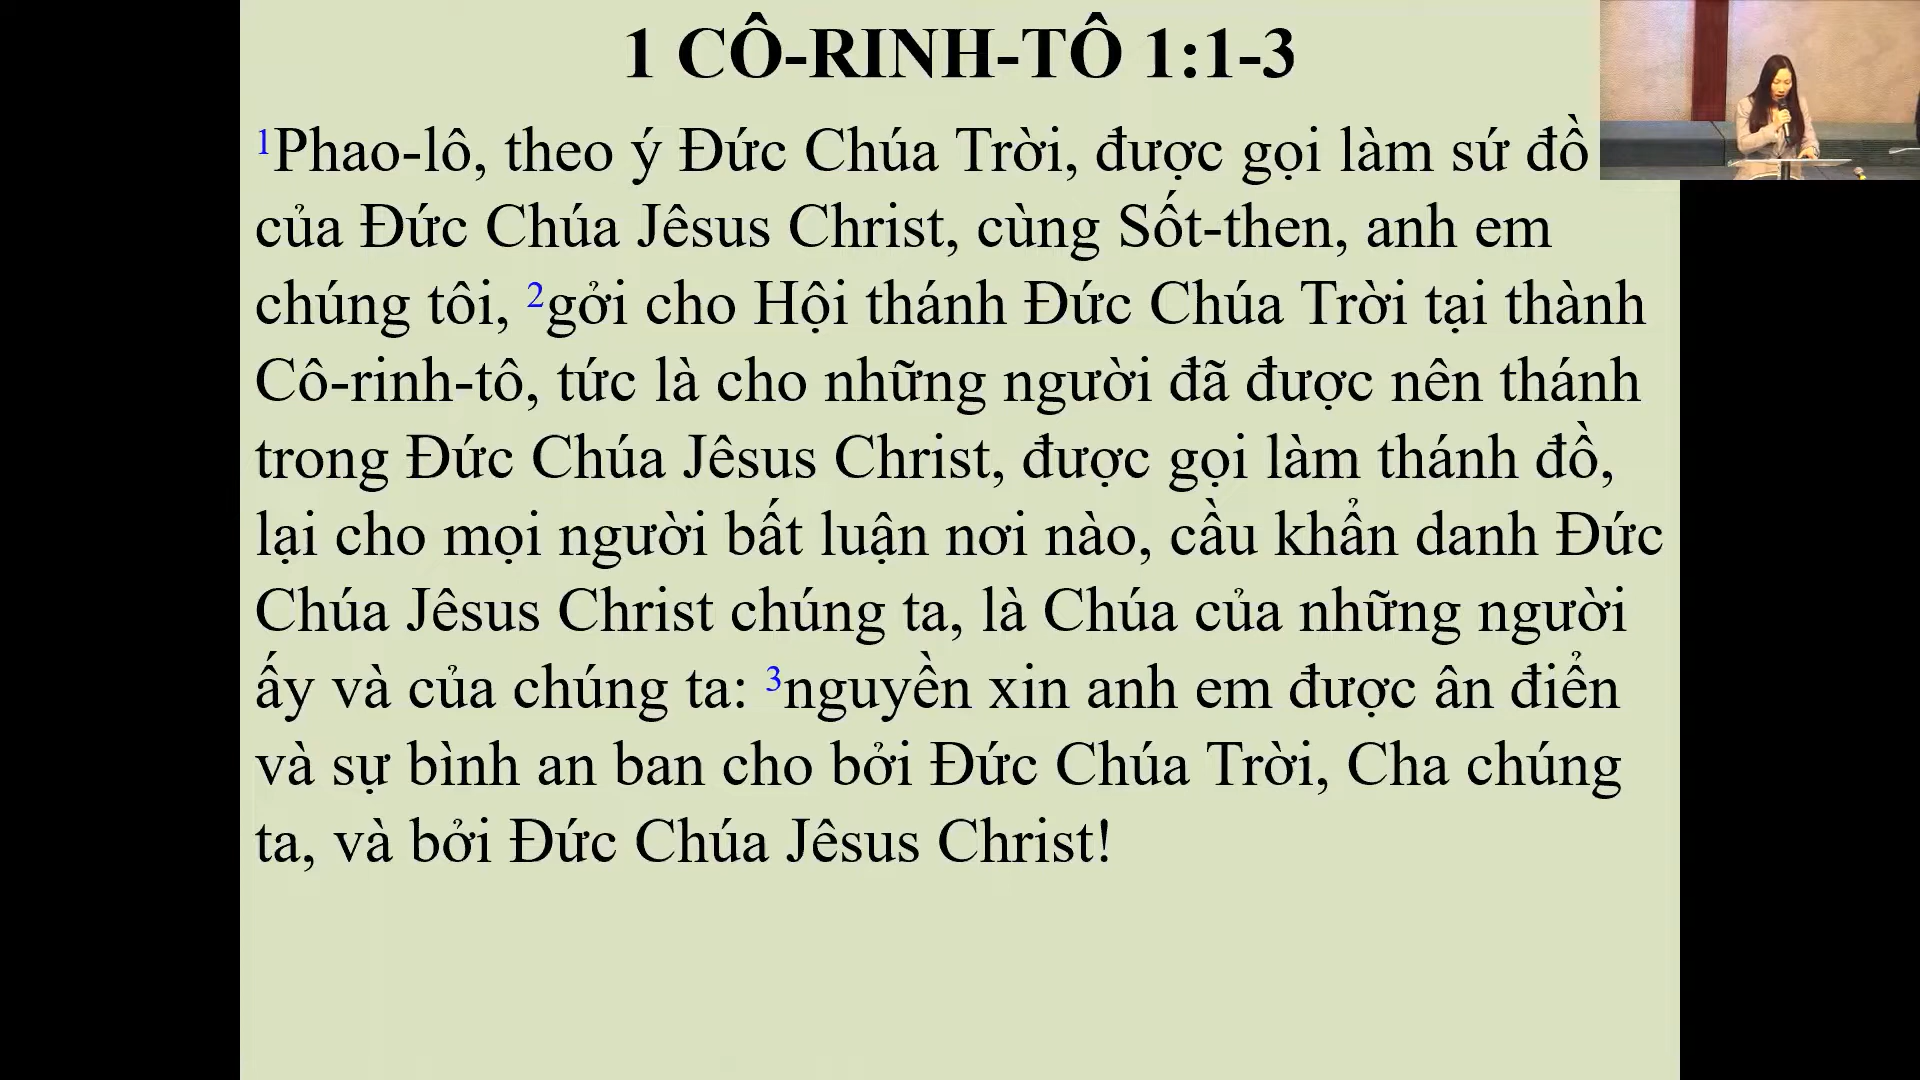 1 CÔ-RINH-TÔ 1:1-3
1Phao-lô, theo ý Đức Chúa Trời, được gọi làm sứ đồ
của Đức Chúa Jêsus Christ, cùng Sốt-then, anh em
chúng tôi, 2gởi cho Hội thánh Đức Chúa Trời tại thành
Cô-rinh-tô, tức là cho những người đã được nên thánh
trong Đức Chúa Jêsus Christ, được gọi làm thánh đồ,
lại cho mọi người bất luận nơi nào, cầu khẩn danh Đức
Chúa Jêsus Christ chúng ta, là Chúa của những người
ấy và của chúng ta: 3nguyền xin anh em được ân điển
và sự bình an ban cho bởi Đức Chúa Trời, Cha chúng
ta, và bởi Đức Chúa Jêsus Christ!